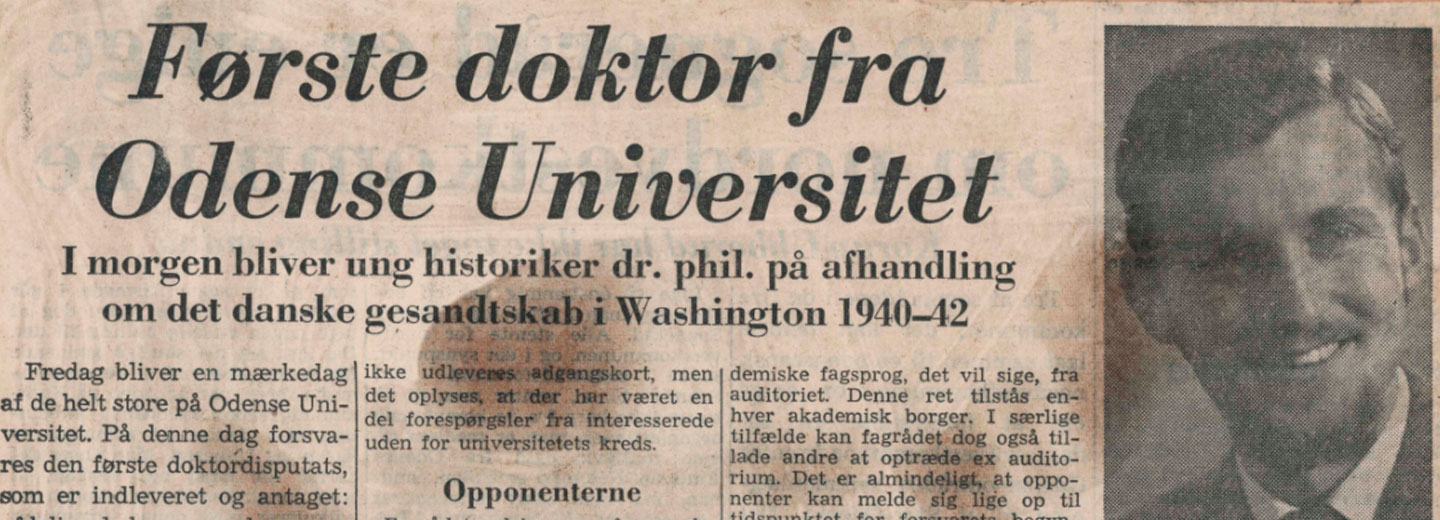 Første doktor fra
Odense Universitet
I morgen bliver ung historiker dr. phil. på afhandling
om det danske gesandtskab i Washington 1940–42
Fredag bliver en mærkedag
af de helt store på Odense Uni-
versitet. På denne dag forsva-
res den første doktordisputats,
som er indleveret og antaget:
ikke udleveres adgangskort, men
det oplyses, at der har været en
del forespørgsler fra interesserede
uden for universitetets kreds.
Opponenterne
demiske fagsprog, det vil sige, fra
auditoriet. Denne ret tilstås en-
hver akademisk borger. I særlige
tilfælde kan fagrådet dog også til-
lade andre at optræde ex audito-
rium. Det er almindeligt, at oppo-
nenter kan melde sig lige op til
tidspunktet for forsvarets begyn-